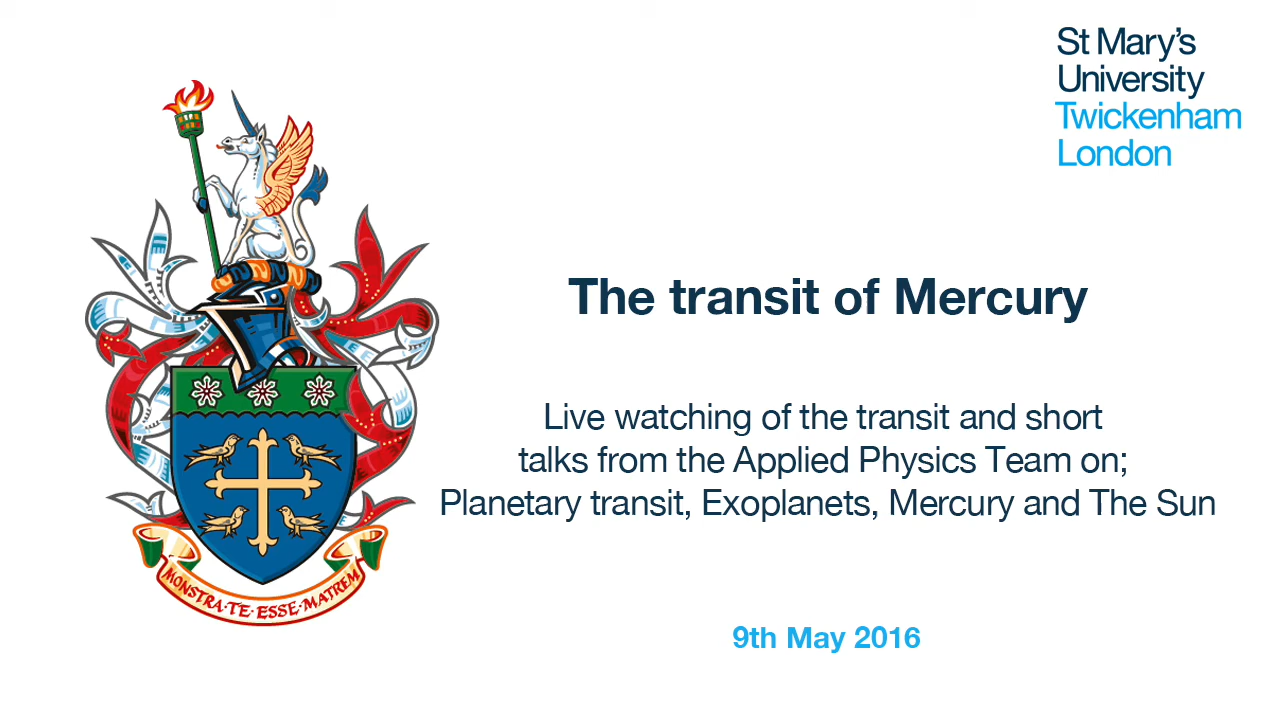 St Mary's
University
Twickenham
London
The transit of Mercury
Live watching of the transit and short
talks from the Applied Physics Team on;
Planetary transit, Exoplanets, Mercury and The Sun
MONSTRA·TE·ESSE·MATREM
9th May 2016